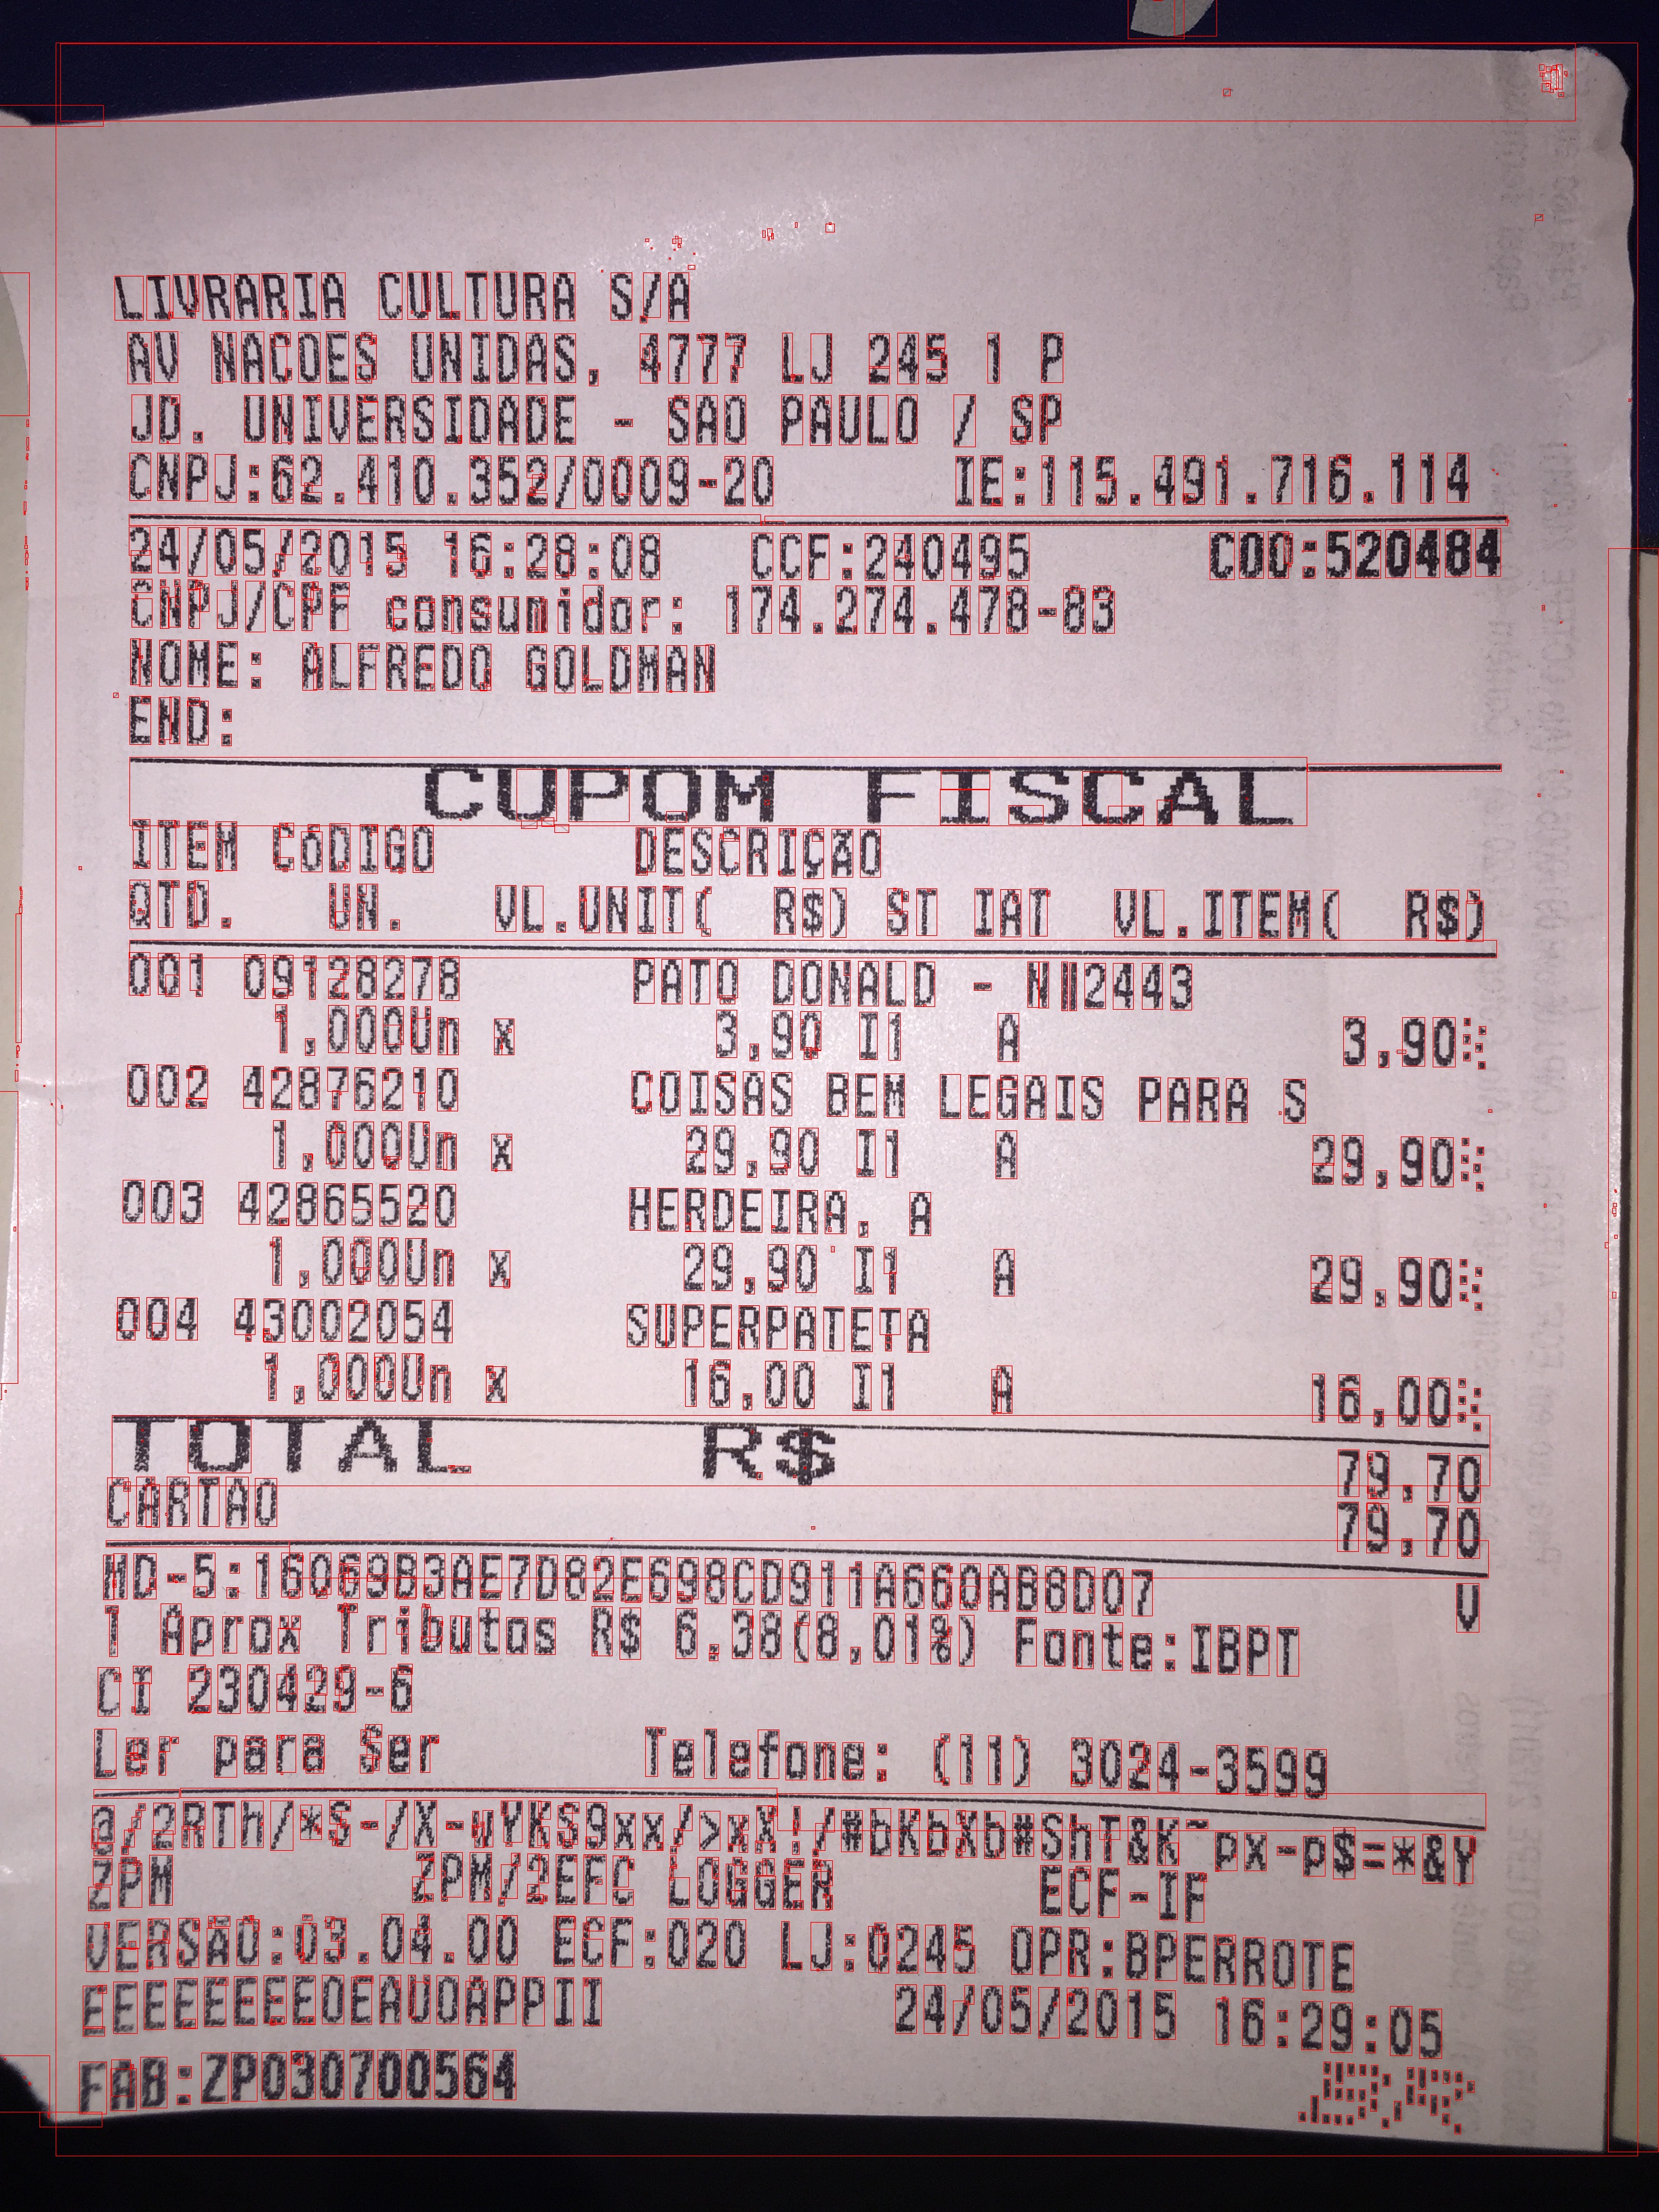 LIVRARIA CULTURA S/A
AV NACOES UNIDAS, 4777 LJ 245 1 P
JD. UNIVERSIDADE - SAO PAULO / SP
CNPJ:62.410.352/0009-20 IE:115.491.716.114
24/05/2015 16:28:08 CCF:240495 COO:520484
CNPJ/CPF consumidor: 174.274.478-83
NOME: ALFREDO GOLDMAN
END:
CUPOM FISCAL
ITEM CóDIGO DESCRIÇÃO
QTD. UN. VL.UNIT( R$) ST IAT VL.ITEM( R$)
001 09128278 PATO DONALD - 2443
1,000Un x 3,90 I1 A 3,90
002 42876210 COISAS BEM LEGAIS PARA S
1,000Un x 29,90 I1 A 29,90
003 42865520 HERDEIRA, A
1,000Un x 29,90 I1 A 29,90
004 43002054 SUPERPATETA
1,000Un x 16,00 I1 A 16,00
TOTAL R$ 79,70
CARTAO 79,70
MD-5:16069B3AE7D82E698CD911A660AB8D07
V
1 Aprox Tributos R$ 6.38(8,01%) Fonte:IBPT
CI 230429-6
Ler para Ser Telefone: (11) 3024-3599
@/2RTh/*S-/X-uYKS9xx/>xX!/#bKbXb#ShT&K~px-p$=*&Y
ZPM ZPM/2EFC LOGGER ECF-IF
VERSÃO:03.04.00 ECF:020 LJ:0245 OPR:BPERROTE
EEEEEEEEOEAUOAPPII 24/05/2015 16:29:05
FAB:ZP030700564 BR